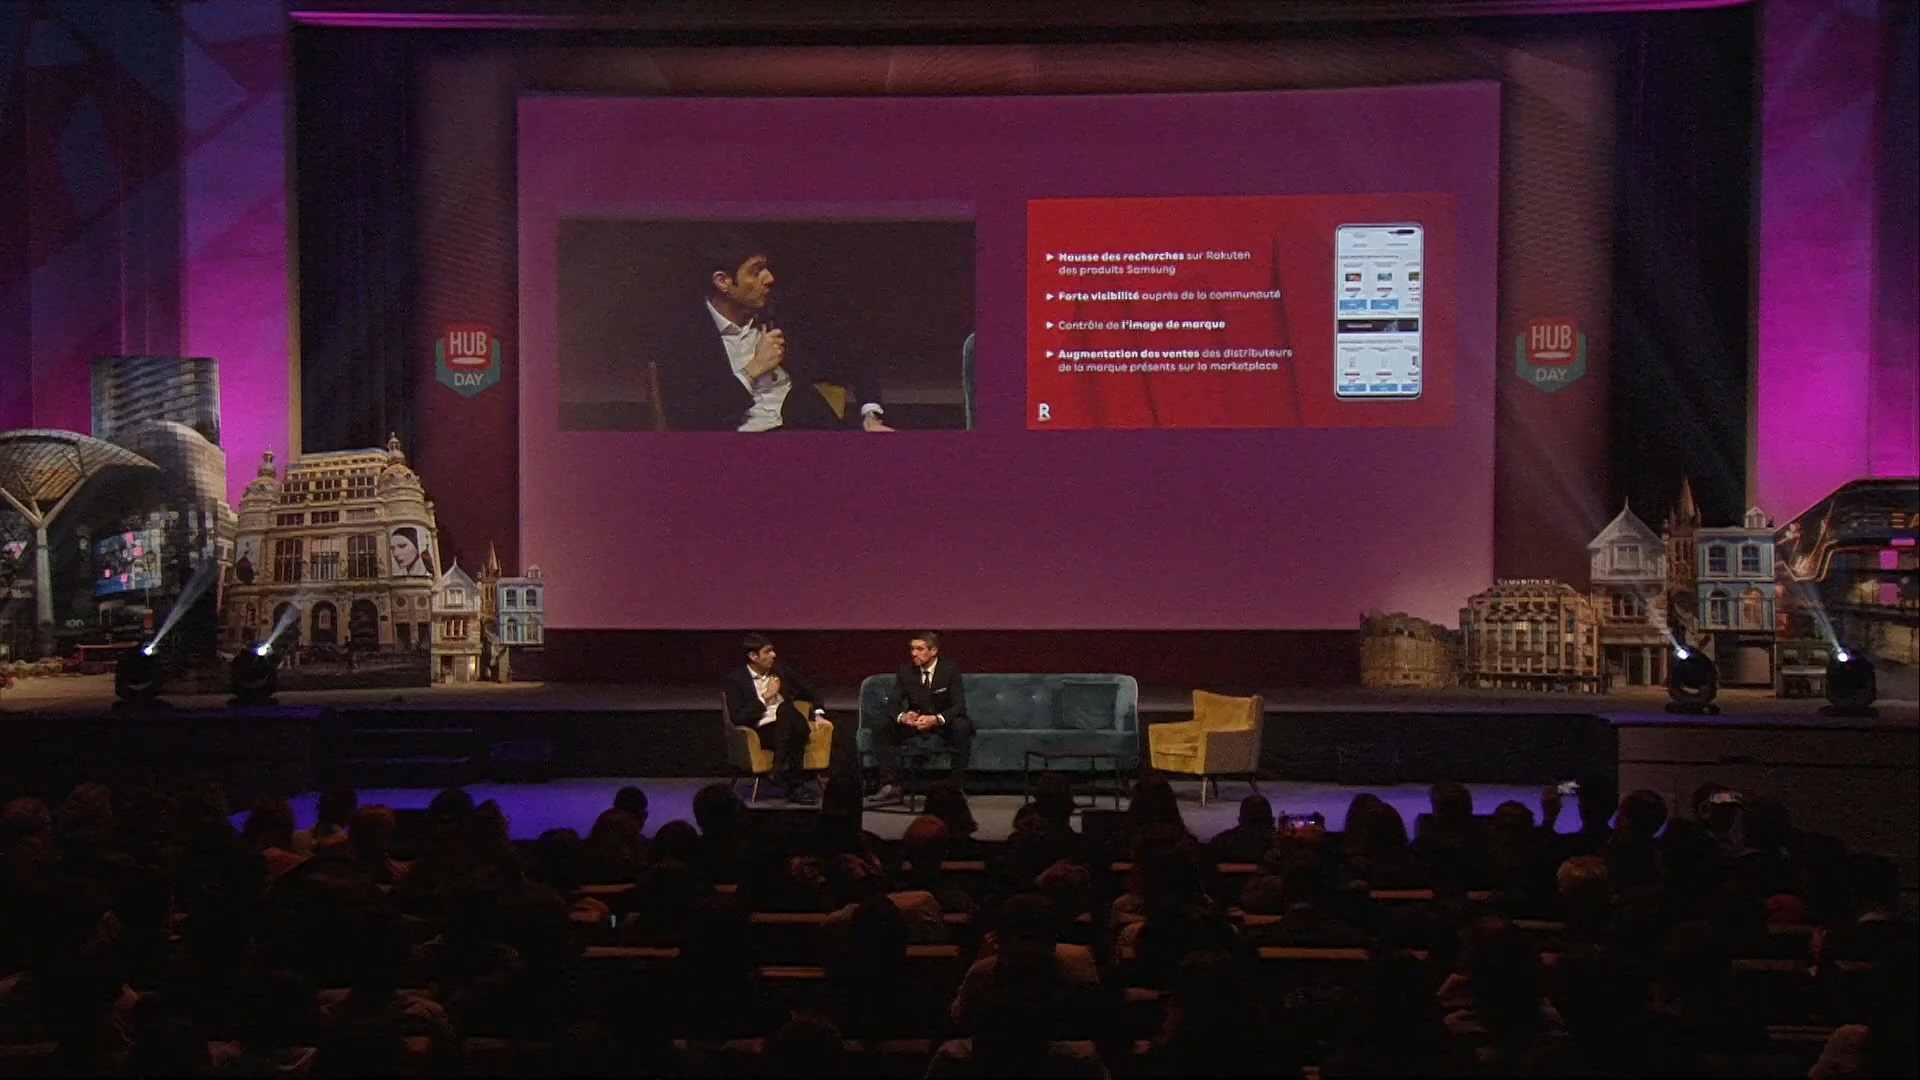 Hausse des recherches sur Rakuten
des produits Samsung
Forte visibilité auprès de la communauté
Contrôle de l'image de marque
Augmentation des ventes des distributeurs
de la marque présents sur la marketplace
R
HUB
DAY
HUB
DAY